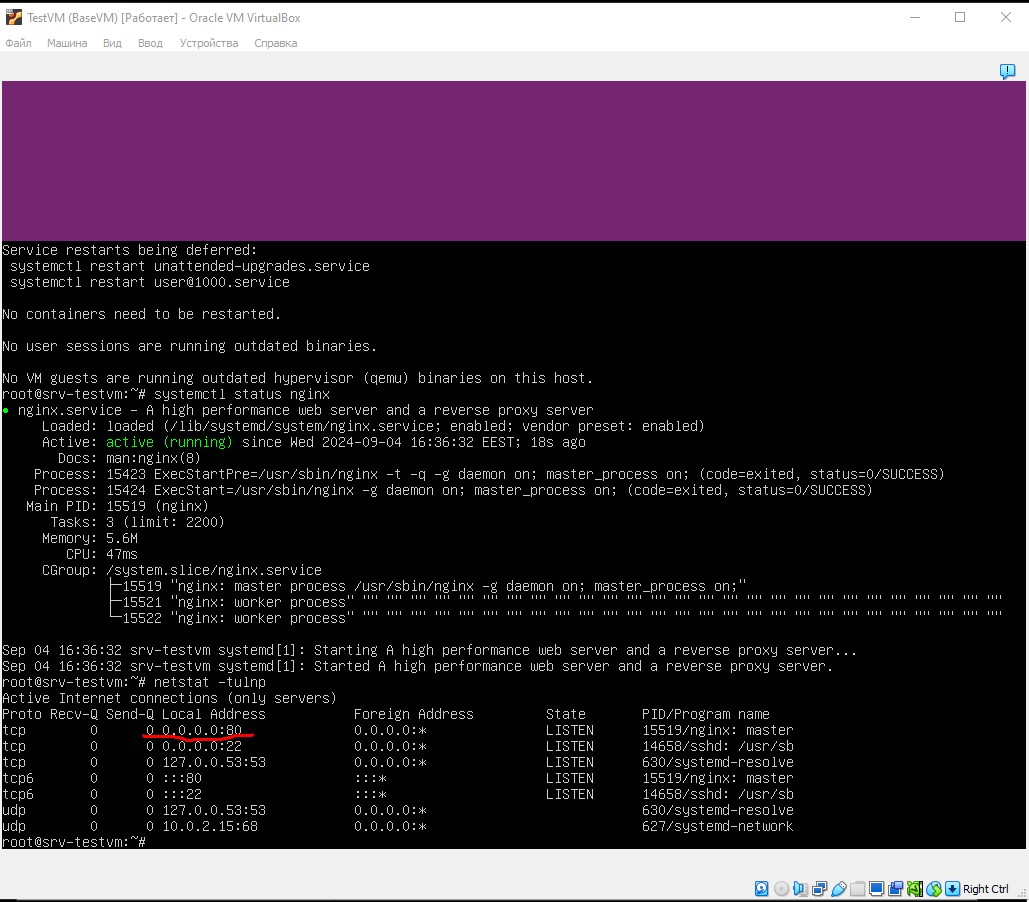 TestVM (BaseVM) [Работает] - Oracle VM VirtualBox
Файл Машина Вид Ввод Устройства Справка
Service restarts being deferred:
 systemctl restart unattended-upgrades.service
 systemctl restart user@1000.service
No containers need to be restarted.
No user sessions are running outdated binaries.
No VM guests are running outdated hypervisor (qemu) binaries on this host.
root@srv-testvm:~# systemctl status nginx
● nginx.service - A high performance web server and a reverse proxy server
     Loaded: loaded (/lib/systemd/system/nginx.service; enabled; vendor preset: enabled)
     Active: active (running) since Wed 2024-09-04 16:36:32 EEST; 18s ago
       Docs: man:nginx(8)
    Process: 15423 ExecStartPre=/usr/sbin/nginx -t -q -g daemon on; master_process on; (code=exited, status=0/SUCCESS)
    Process: 15424 ExecStart=/usr/sbin/nginx -g daemon on; master_process on; (code=exited, status=0/SUCCESS)
   Main PID: 15519 (nginx)
      Tasks: 3 (limit: 2200)
     Memory: 5.6M
        CPU: 47ms
     CGroup: /system.slice/nginx.service
             ├─15519 "nginx: master process /usr/sbin/nginx -g daemon on; master_process on;"
             ├─15521 "nginx: worker process" "" "" "" "" "" "" "" "" "" "" "" "" "" "" "" "" "" "" "" "" "" "" "" "" "" "" ""
             └─15522 "nginx: worker process" "" "" "" "" "" "" "" "" "" "" "" "" "" "" "" "" "" "" "" "" "" "" "" "" "" "" ""
Sep 04 16:36:32 srv-testvm systemd[1]: Starting A high performance web server and a reverse proxy server...
Sep 04 16:36:32 srv-testvm systemd[1]: Started A high performance web server and a reverse proxy server.
root@srv-testvm:~# netstat -tulnp
Active Internet connections (only servers)
Proto Recv-Q Send-Q Local Address           Foreign Address         State       PID/Program name
tcp        0      0 0.0.0.0:80              0.0.0.0:*               LISTEN      15519/nginx: master
tcp        0      0 0.0.0.0:22              0.0.0.0:*               LISTEN      14658/sshd: /usr/sb
tcp        0      0 127.0.0.53:53           0.0.0.0:*               LISTEN      630/systemd-resolve
tcp6       0      0 :::80                   :::*                    LISTEN      15519/nginx: master
tcp6       0      0 :::22                   :::*                    LISTEN      14658/sshd: /usr/sb
udp        0      0 127.0.0.53:53           0.0.0.0:*                           630/systemd-resolve
udp        0      0 10.0.2.15:68            0.0.0.0:*                           627/systemd-network
root@srv-testvm:~#
Right Ctrl